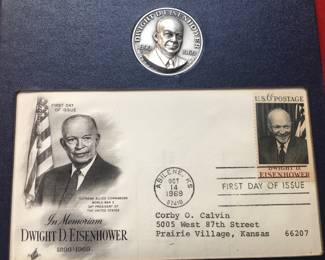 DWIGHT D. EISENHOWER
1890 1969
FIRST DAY OF
ISSUE
U.S. 6¢ POSTAGE
DWIGHT D.
EISENHOWER
ABILENE, KS
OCT
14
1969
67410
FIRST DAY OF ISSUE
SUPREME ALLIED COMMANDER
WORLD WAR II
34th PRESIDENT OF
THE UNITED STATES
In Memoriam
DWIGHT D. EISENHOWER
1890-1969
Corby O. Calvin
5005 West 87th Street
Prairie Village, Kansas 66207